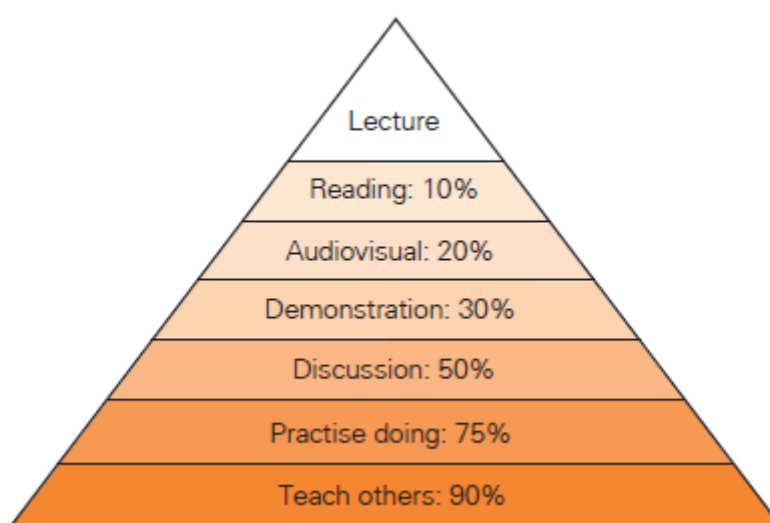 Lecture
Reading: 10%
Audiovisual: 20%
Demonstration: 30%
Discussion: 50%
Practise doing: 75%
Teach others: 90%